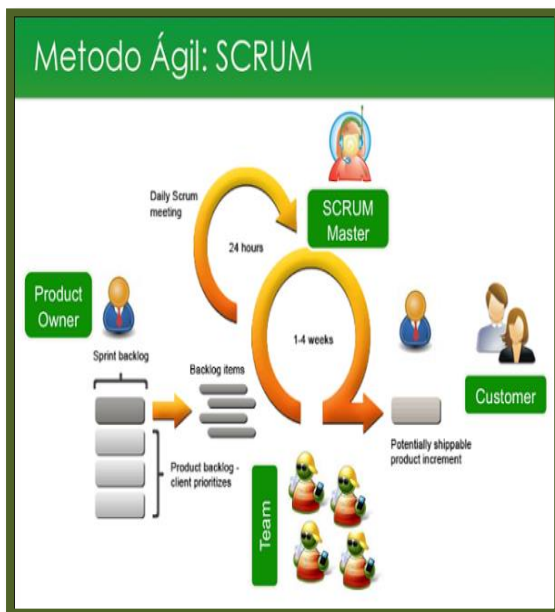 Metodo Ágil: SCRUM
Daily Scrum
meeting
24 hours
SCRUM
Master
Product
Owner
1-4 weeks
Sprint backlog
Backlog items
Customer
Product backlog -
client prioritizes
Potentially shippable
product increment
Team